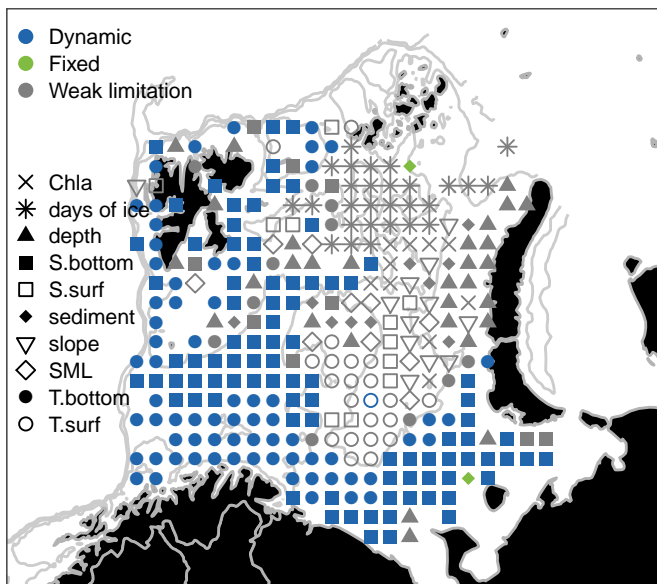 Dynamic
Fixed
Weak limitation
Chla
days of ice
depth
S.bottom
S.surf
sediment
slope
SML
T.bottom
T.surf